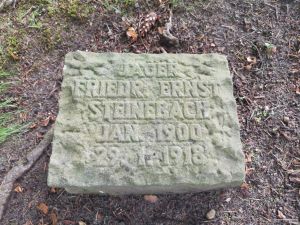 JÄGER
FRIEDR. ERNST
STEINEBACH
JAN. 1900
29. 1. 1918